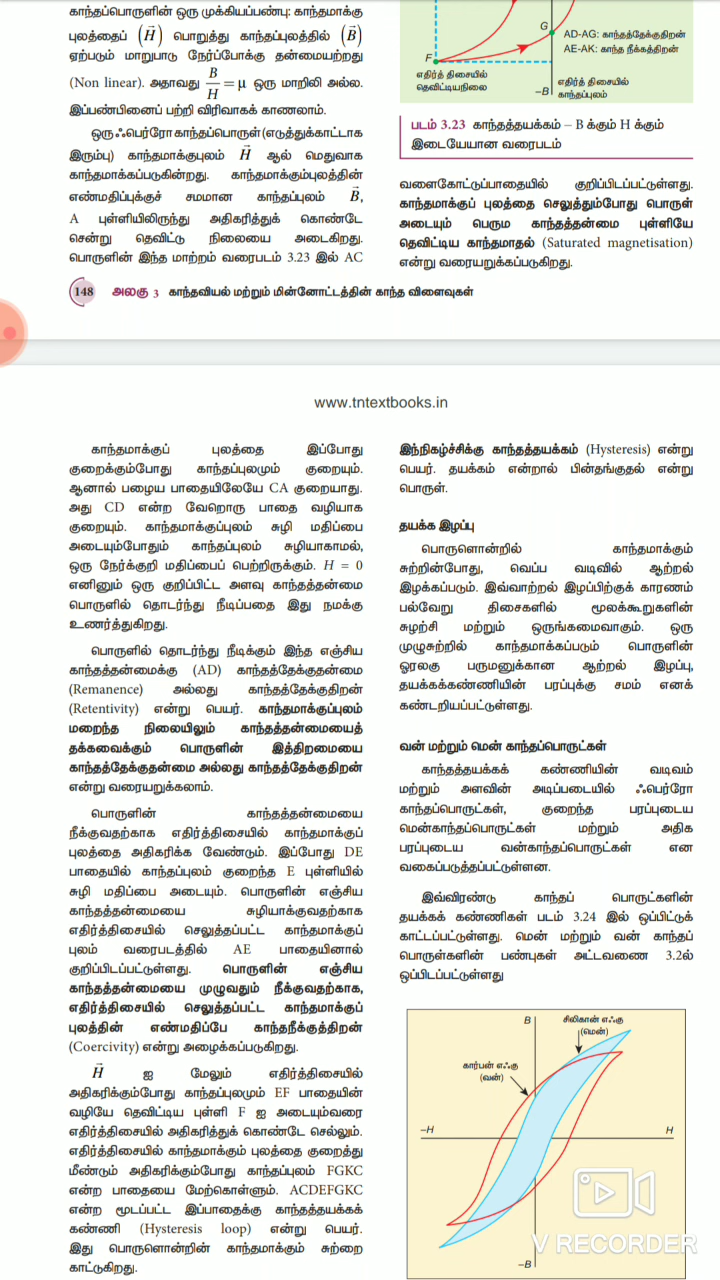 காந்தப்பொருளின் ஒரு முக்கியப்பண்பு: காந்தமாக்கு
புலத்தைப் (H⃗) பொறுத்து காந்தப்புலத்தில் (B⃗)
ஏற்படும் மாறுபாடு நேர்ப்போக்கு தன்மையற்றது
(Non linear). அதாவது B/H = μ ஒரு மாறிலி அல்ல.
இப்பண்பினைப் பற்றி விரிவாகக் காணலாம்.
ஒரு ஃபெர்ரோ காந்தப்பொருள் (எடுத்துக்காட்டாக
இரும்பு) காந்தமாக்குபுலம் H⃗ ஆல் மெதுவாக
காந்தமாக்கப்படுகின்றது. காந்தமாக்கும்புலத்தின்
எண்மதிப்புக்குச் சமமான காந்தப்புலம் B⃗,
A புள்ளியிலிருந்து அதிகரித்துக் கொண்டே
சென்று தெவிட்டு நிலையை அடைகிறது.
பொருளின் இந்த மாற்றம் வரைபடம் 3.23 இல் AC
G
F
எதிர்த் திசையில்
தெவிட்டியநிலை
–B
AD-AG: காந்தத்தேக்குதிறன்
AE-AK: காந்த நீக்கத்திறன்
எதிர்த் திசையில்
காந்தப்புலம்
படம் 3.23 காந்தத்தயக்கம் – B க்கும் H க்கும்
இடையேயான வரைபடம்
வளைகோட்டுப்பாதையில் குறிப்பிடப்பட்டுள்ளது.
காந்தமாக்குப் புலத்தை செலுத்தும்போது பொருள்
அடையும் பெரும காந்தத்தன்மை புள்ளியே
தெவிட்டிய காந்தமாதல் (Saturated magnetisation)
என்று வரையறுக்கப்படுகிறது.
148 அலகு 3 காந்தவியல் மற்றும் மின்னோட்டத்தின் காந்த விளைவுகள்
www.tntextbooks.in
காந்தமாக்குப் புலத்தை இப்போது
குறைக்கும்போது காந்தப்புலமும் குறையும்.
ஆனால் பழைய பாதையிலேயே CA குறையாது.
அது CD என்ற வேறொரு பாதை வழியாக
குறையும். காந்தமாக்குப்புலம் சுழி மதிப்பை
அடையும்போதும் காந்தப்புலம் சுழியாகாமல்,
ஒரு நேர்க்குறி மதிப்பைப் பெற்றிருக்கும். H = 0
எனினும் ஒரு குறிப்பிட்ட அளவு காந்தத்தன்மை
பொருளில் தொடர்ந்து நீடிப்பதை இது நமக்கு
உணர்த்துகிறது.
பொருளில் தொடர்ந்து நீடிக்கும் இந்த எஞ்சிய
காந்தத்தன்மைக்கு (AD) காந்தத்தேக்குதன்மை
(Remanence) அல்லது காந்தத்தேக்குதிறன்
(Retentivity) என்று பெயர். காந்தமாக்குப்புலம்
மறைந்த நிலையிலும் காந்தத்தன்மையைத்
தக்கவைக்கும் பொருளின் இத்திறமையை
காந்தத்தேக்குதன்மை அல்லது காந்தத்தேக்குதிறன்
என்று வரையறுக்கலாம்.
பொருளின் காந்தத்தன்மையை
நீக்குவதற்காக எதிர்த்திசையில் காந்தமாக்குப்
புலத்தை அதிகரிக்க வேண்டும். இப்போது DE
பாதையில் காந்தப்புலம் குறைந்த E புள்ளியில்
சுழி மதிப்பை அடையும். பொருளின் எஞ்சிய
காந்தத்தன்மையை சுழியாக்குவதற்காக
எதிர்த்திசையில் செலுத்தப்பட்ட காந்தமாக்குப்
புலம் வரைபடத்தில் AE பாதையினால்
குறிப்பிடப்பட்டுள்ளது. பொருளின் எஞ்சிய
காந்தத்தன்மையை முழுவதும் நீக்குவதற்காக,
எதிர்த்திசையில் செலுத்தப்பட்ட காந்தமாக்குப்
புலத்தின் எண்மதிப்பே காந்தநீக்குத்திறன்
(Coercivity) என்று அழைக்கப்படுகிறது.
H⃗ ஐ மேலும் எதிர்த்திசையில்
அதிகரிக்கும்போது காந்தப்புலமும் EF பாதையின்
வழியே தெவிட்டிய புள்ளி F ஐ அடையும்வரை
எதிர்த்திசையில் அதிகரித்துக் கொண்டே செல்லும்.
எதிர்த்திசையில் காந்தமாக்கும் புலத்தை குறைத்து
மீண்டும் அதிகரிக்கும்போது காந்தப்புலம் FGKC
என்ற பாதையை மேற்கொள்ளும். ACDEFGKC
என்ற மூடப்பட்ட இப்பாதைக்கு காந்தத்தயக்கக்
கண்ணி (Hysteresis loop) என்று பெயர்.
இது பொருளொன்றின் காந்தமாக்கும் சுற்றை
காட்டுகிறது.
இந்நிகழ்ச்சிக்கு காந்தத்தயக்கம் (Hysteresis) என்று
பெயர். தயக்கம் என்றால் பின்தங்குதல் என்று
பொருள்.
தயக்க இழப்பு
பொருளொன்றில் காந்தமாக்கும்
சுற்றின்போது, வெப்ப வடிவில் ஆற்றல்
இழக்கப்படும். இவ்வாற்றல் இழப்பிற்குக் காரணம்
பல்வேறு திசைகளில் மூலக்கூறுகளின்
சுழற்சி மற்றும் ஒருங்கமைவாகும். ஒரு
முழுசுற்றில் காந்தமாக்கப்படும் பொருளின்
ஓரலகு பருமனுக்கான ஆற்றல் இழப்பு,
தயக்கக்கண்ணியின் பரப்புக்கு சமம் எனக்
கண்டறியப்பட்டுள்ளது.
வன் மற்றும் மென் காந்தப்பொருட்கள்
காந்தத்தயக்கக் கண்ணியின் வடிவம்
மற்றும் அளவின் அடிப்படையில் ஃபெர்ரோ
காந்தப்பொருட்கள், குறைந்த பரப்புடைய
மென்காந்தப்பொருட்கள் மற்றும் அதிக
பரப்புடைய வன்காந்தப்பொருட்கள் என
வகைப்படுத்தப்பட்டுள்ளன.
இவ்விரண்டு காந்தப் பொருட்களின்
தயக்கக் கண்ணிகள் படம் 3.24 இல் ஒப்பிட்டுக்
காட்டப்பட்டுள்ளது. மென் மற்றும் வன் காந்தப்
பொருள்களின் பண்புகள் அட்டவணை 3.2ல்
ஒப்பிடப்பட்டுள்ளது
B
சிலிகான் எஃகு
(மென்)
கார்பன் எஃகு
(வன்)
–H
H
–B
V RECORDER